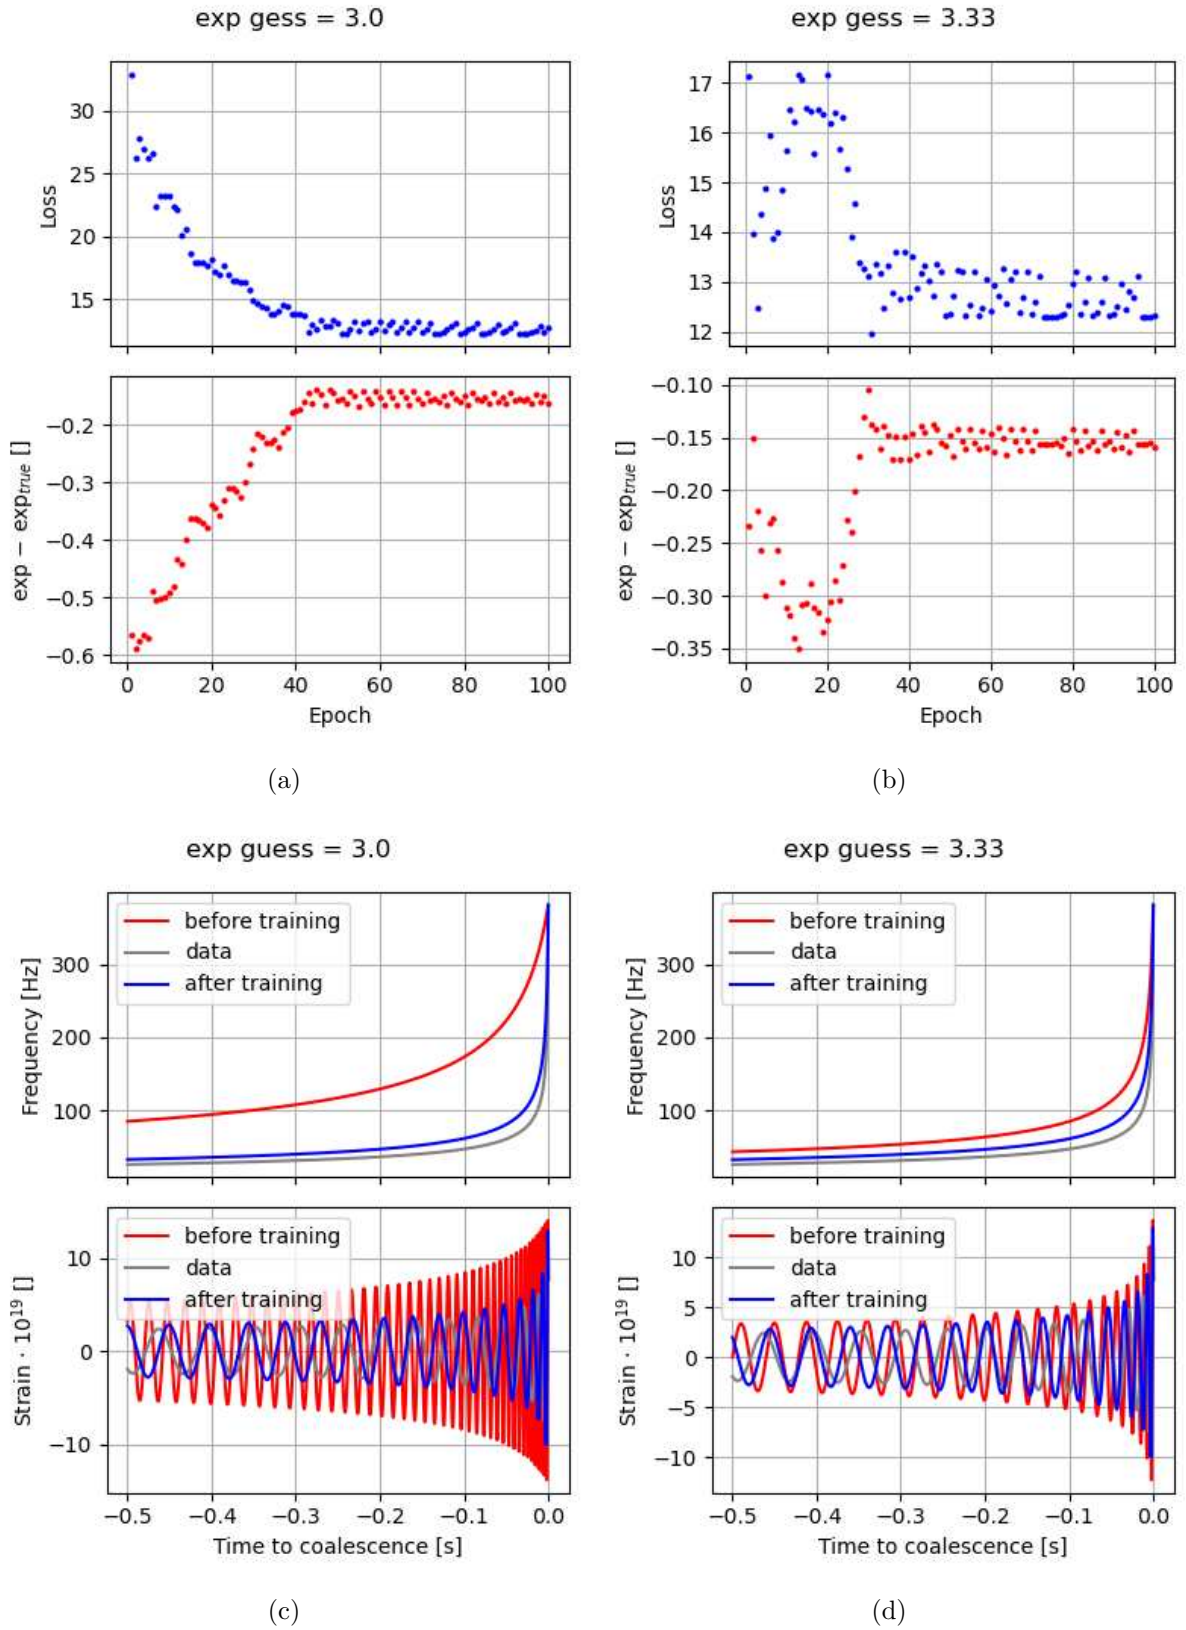 exp gess = 3.0
exp gess = 3.33
30
25
20
15
Loss
17
16
15
14
13
12
Loss
−0.2
−0.3
−0.4
−0.5
−0.6
exp − exp_true []
0 20 40 60 80 100
Epoch
−0.10
−0.15
−0.20
−0.25
−0.30
−0.35
exp − exp_true []
0 20 40 60 80 100
Epoch
(a)
(b)
exp guess = 3.0
exp guess = 3.33
before training
data
after training
300
200
100
Frequency [Hz]
before training
data
after training
300
200
100
Frequency [Hz]
before training
data
after training
10
0
−10
Strain · 10^19 []
−0.5 −0.4 −0.3 −0.2 −0.1 0.0
Time to coalescence [s]
before training
data
after training
10
5
0
−5
−10
Strain · 10^19 []
−0.5 −0.4 −0.3 −0.2 −0.1 0.0
Time to coalescence [s]
(c)
(d)